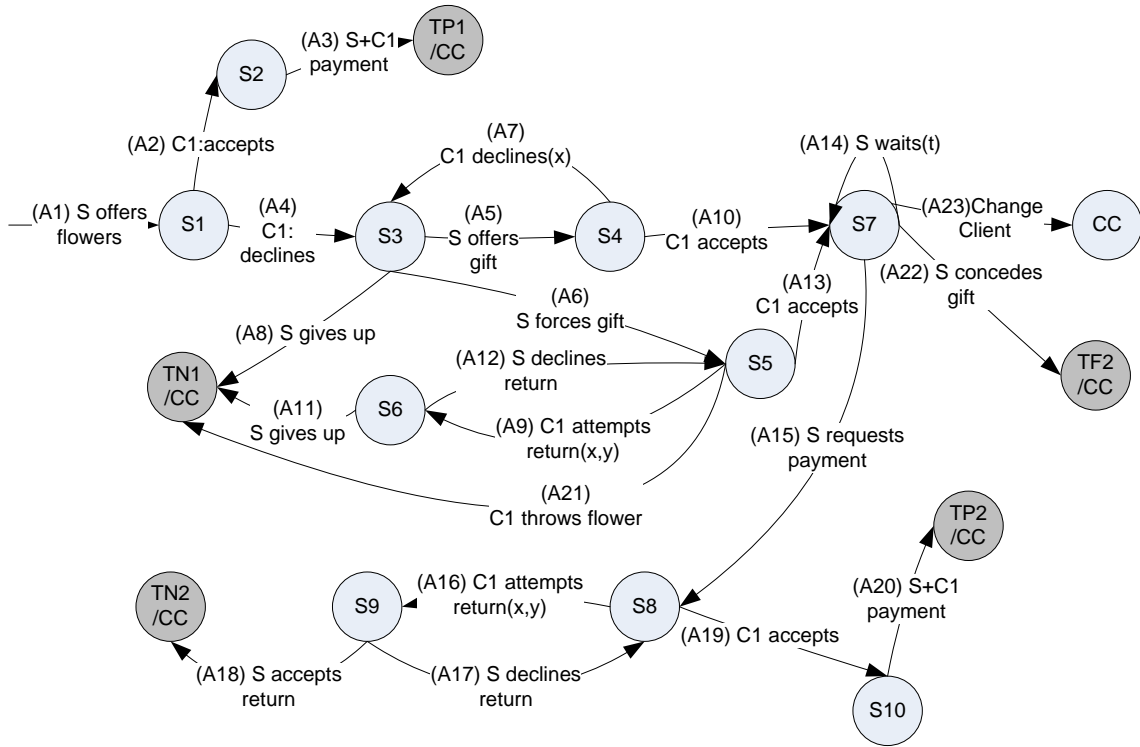 (A3) S+C1
payment
TP1
/CC
S2
(A2) C1:accepts
(A7)
C1 declines(x)
(A14) S waits(t)
(A1) S offers
flowers
S1
(A4)
C1:
declines
S3
(A5)
S offers
gift
S4
(A10)
C1 accepts
S7
(A23)Change
Client
CC
(A22) S concedes
gift
(A13)
C1 accepts
(A6)
S forces gift
(A8) S gives up
TN1
/CC
(A12) S declines
return
S5
TF2
/CC
S6
(A11)
S gives up
(A9) C1 attempts
return(x,y)
(A15) S requests
payment
(A21)
C1 throws flower
TP2
/CC
TN2
/CC
S9
(A16) C1 attempts
return(x,y)
S8
(A20) S+C1
payment
(A19) C1 accepts
(A18) S accepts
return
(A17) S declines
return
S10